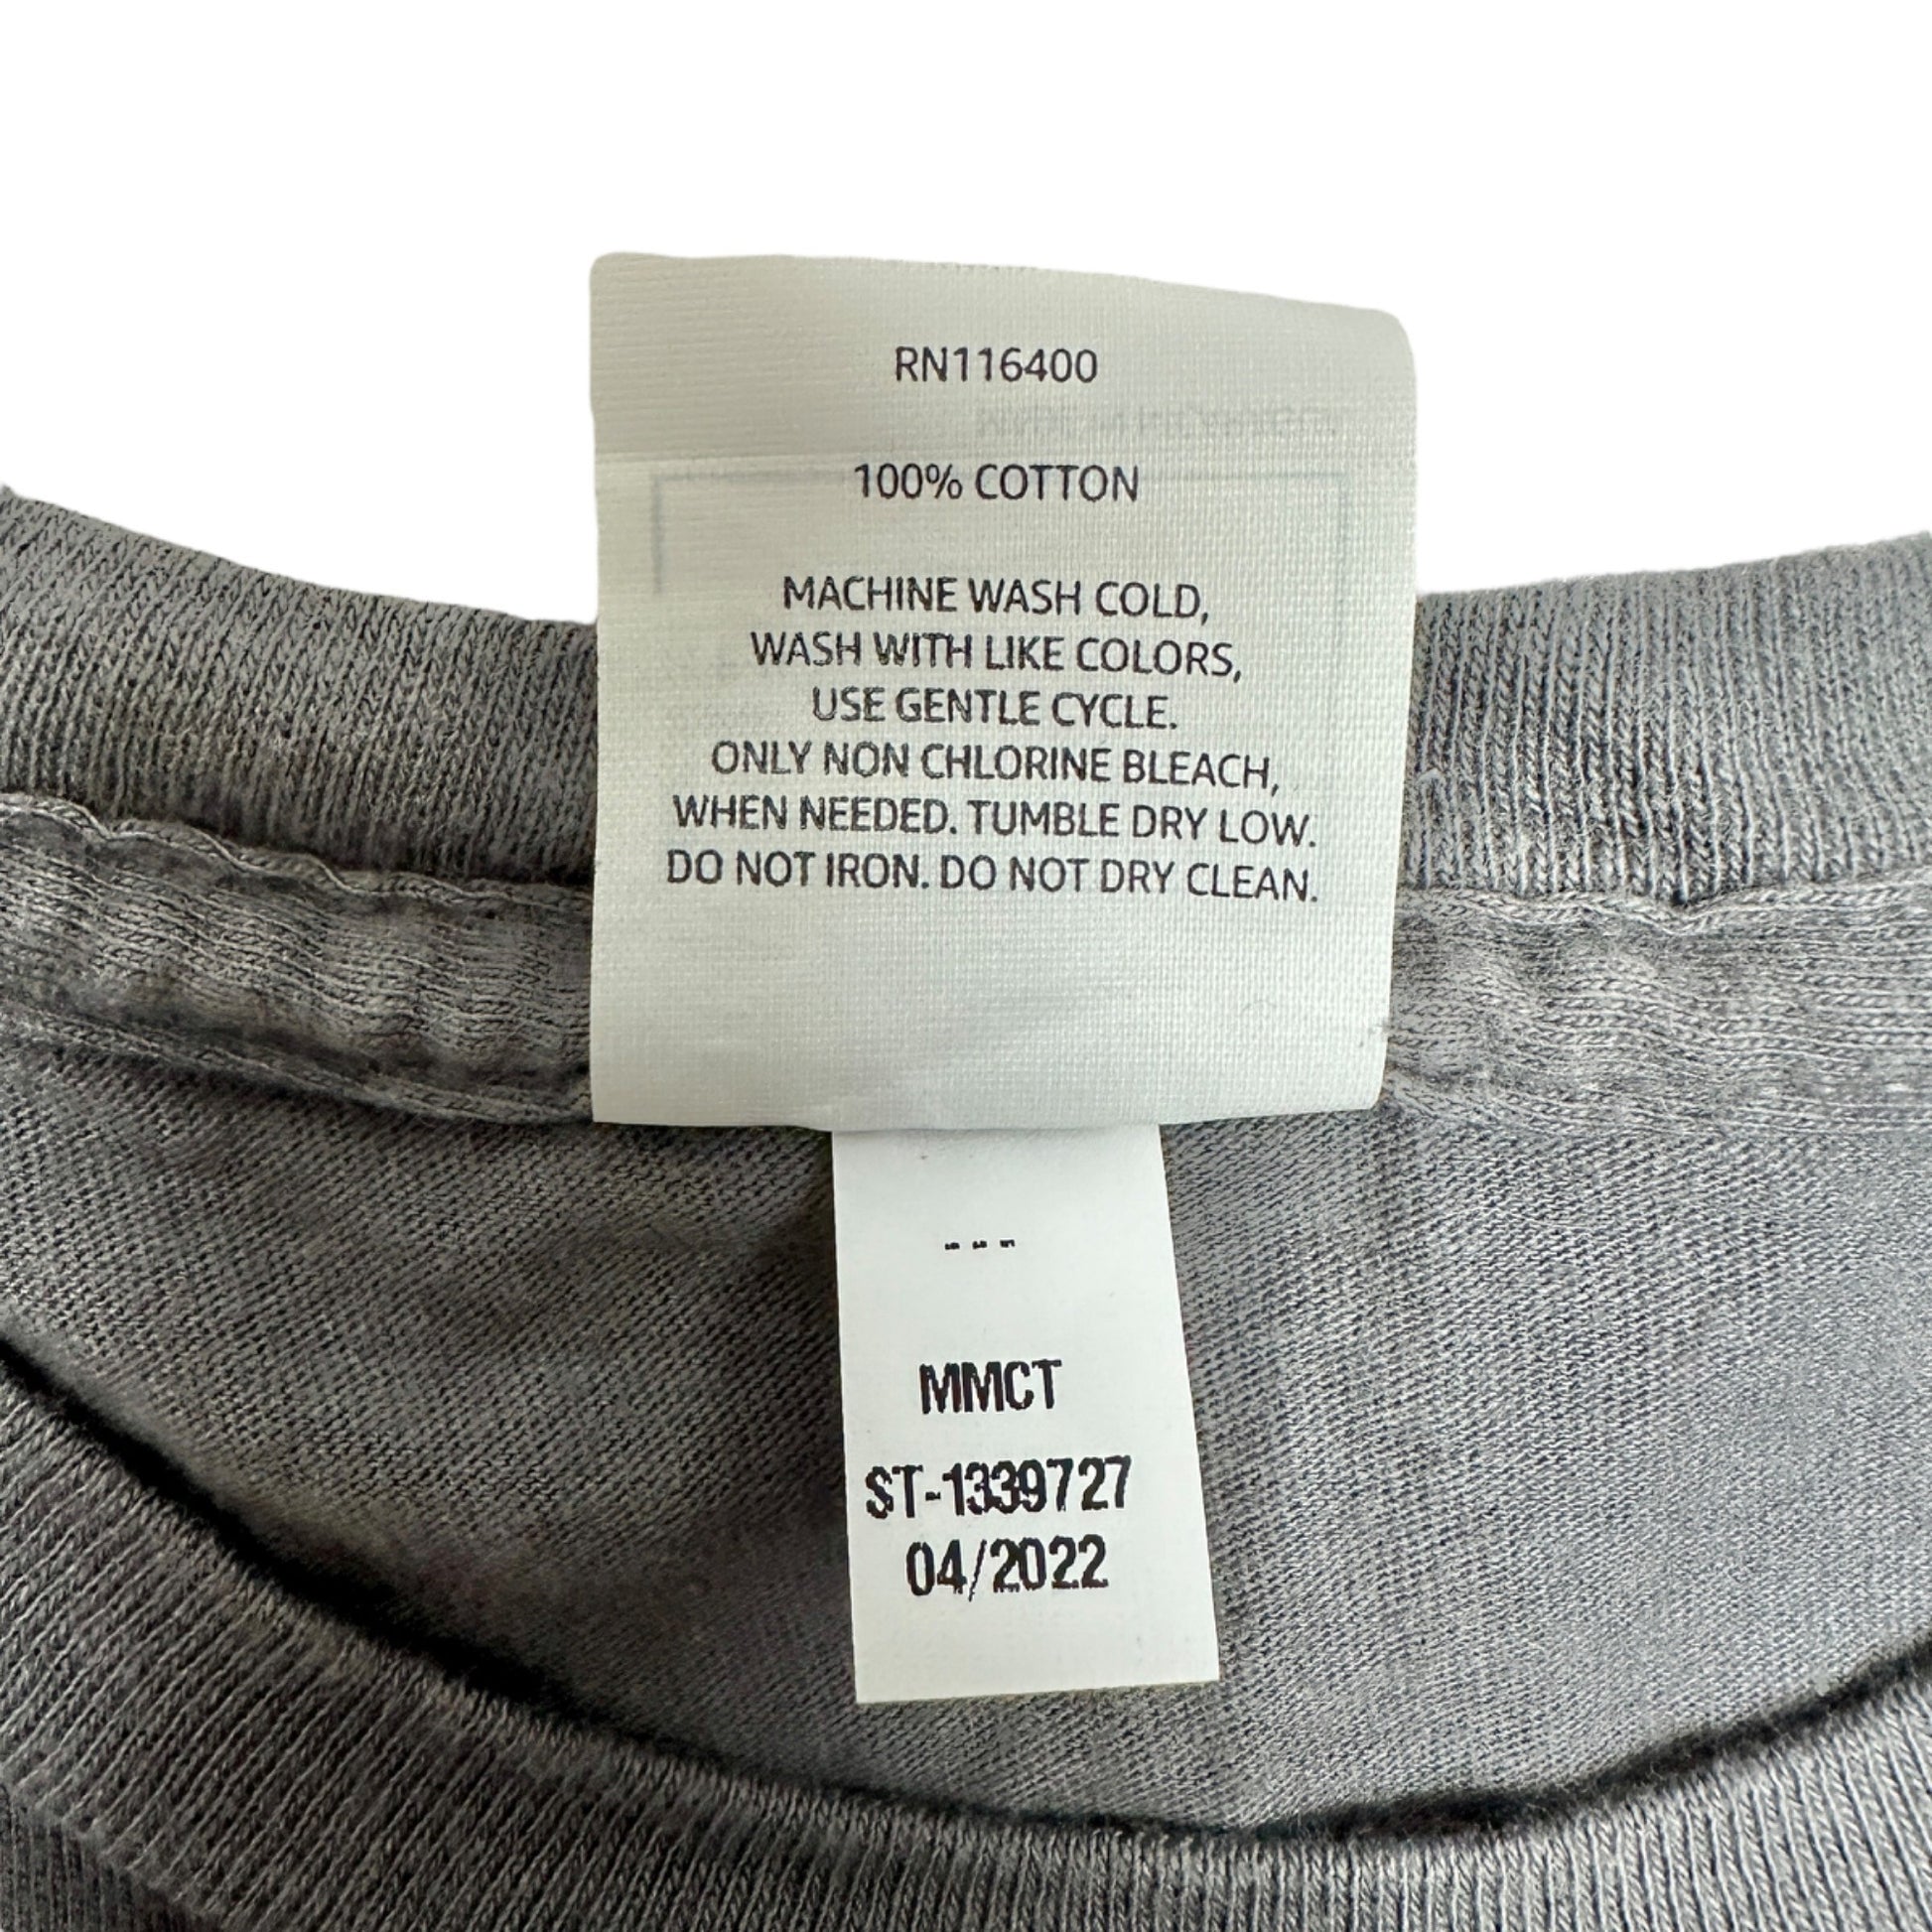 RN116400
100% COTTON
MACHINE WASH COLD,
WASH WITH LIKE COLORS,
USE GENTLE CYCLE.
ONLY NON CHLORINE BLEACH,
WHEN NEEDED. TUMBLE DRY LOW.
DO NOT IRON. DO NOT DRY CLEAN.
MMCT
ST-1339727
04/2022